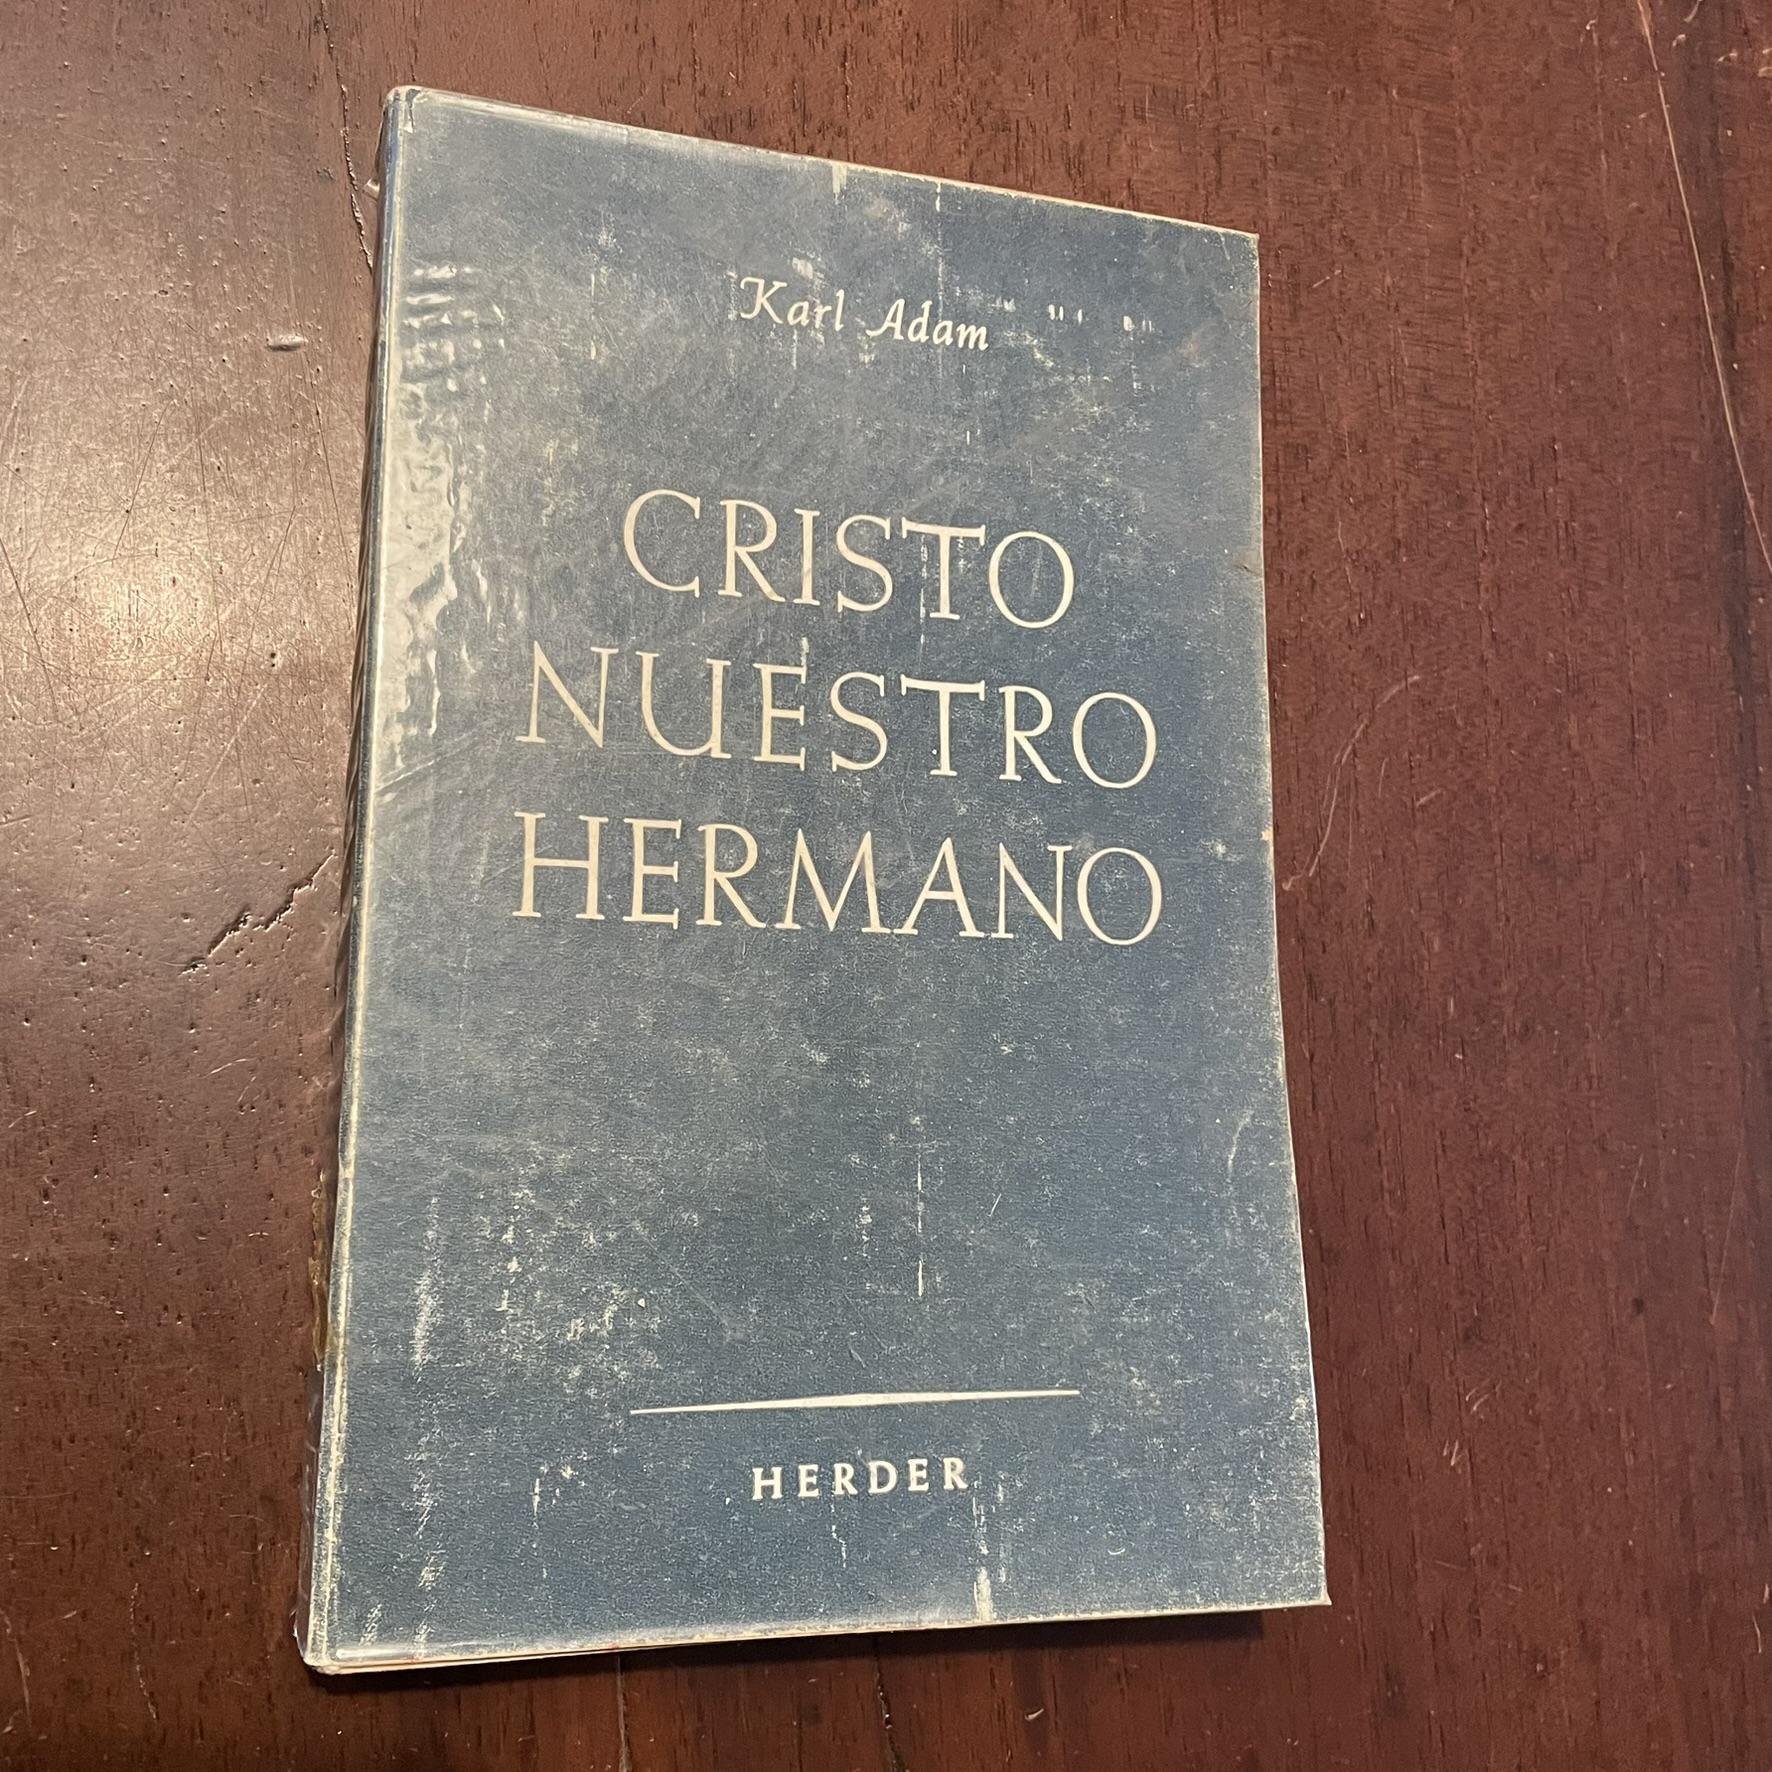 Karl Adam
CRISTO
NUESTRO
HERMANO
HERDER